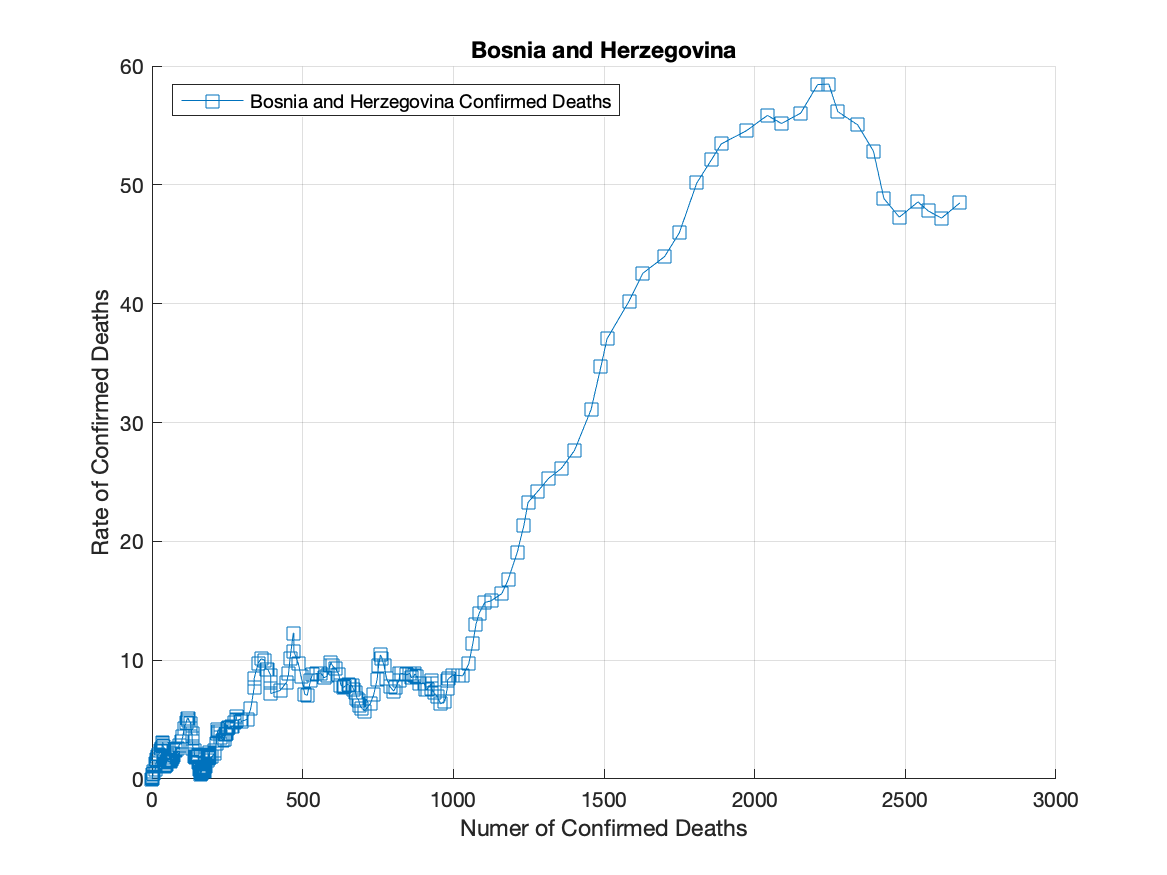 Bosnia and Herzegovina
Bosnia and Herzegovina Confirmed Deaths
60
50
40
30
20
10
0
Rate of Confirmed Deaths
0 500 1000 1500 2000 2500 3000
Numer of Confirmed Deaths